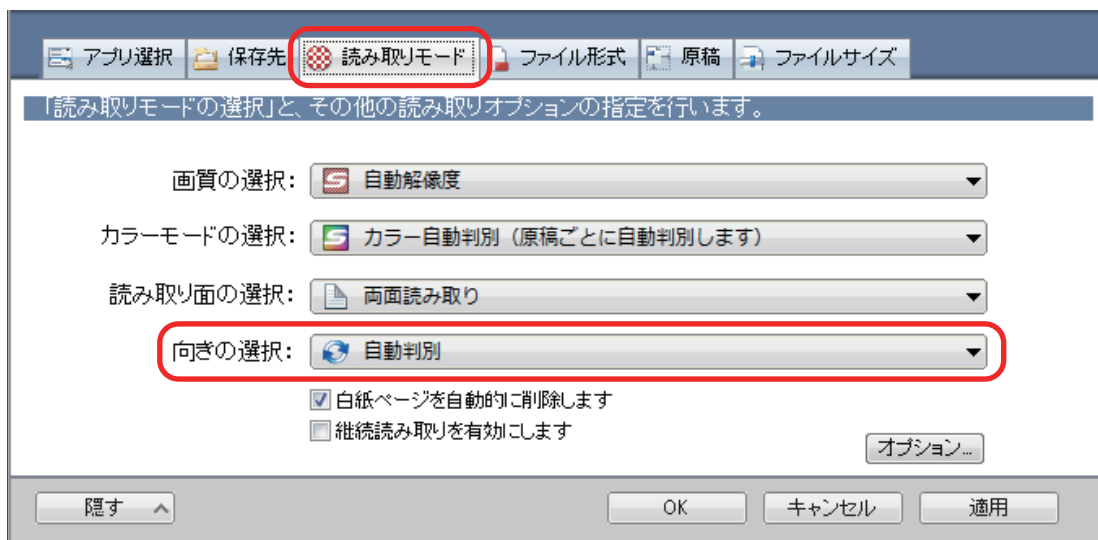 アプリ選択 保存先 読み取りモード ファイル形式 原稿 ファイルサイズ
「読み取りモードの選択」と、その他の読み取りオプションの指定を行います。
画質の選択: 自動解像度
カラーモードの選択: カラー自動判別（原稿ごとに自動判別します）
読み取り面の選択: 両面読み取り
向きの選択: 自動判別
白紙ページを自動的に削除します
継続読み取りを有効にします
オプション...
隠す OK キャンセル 適用